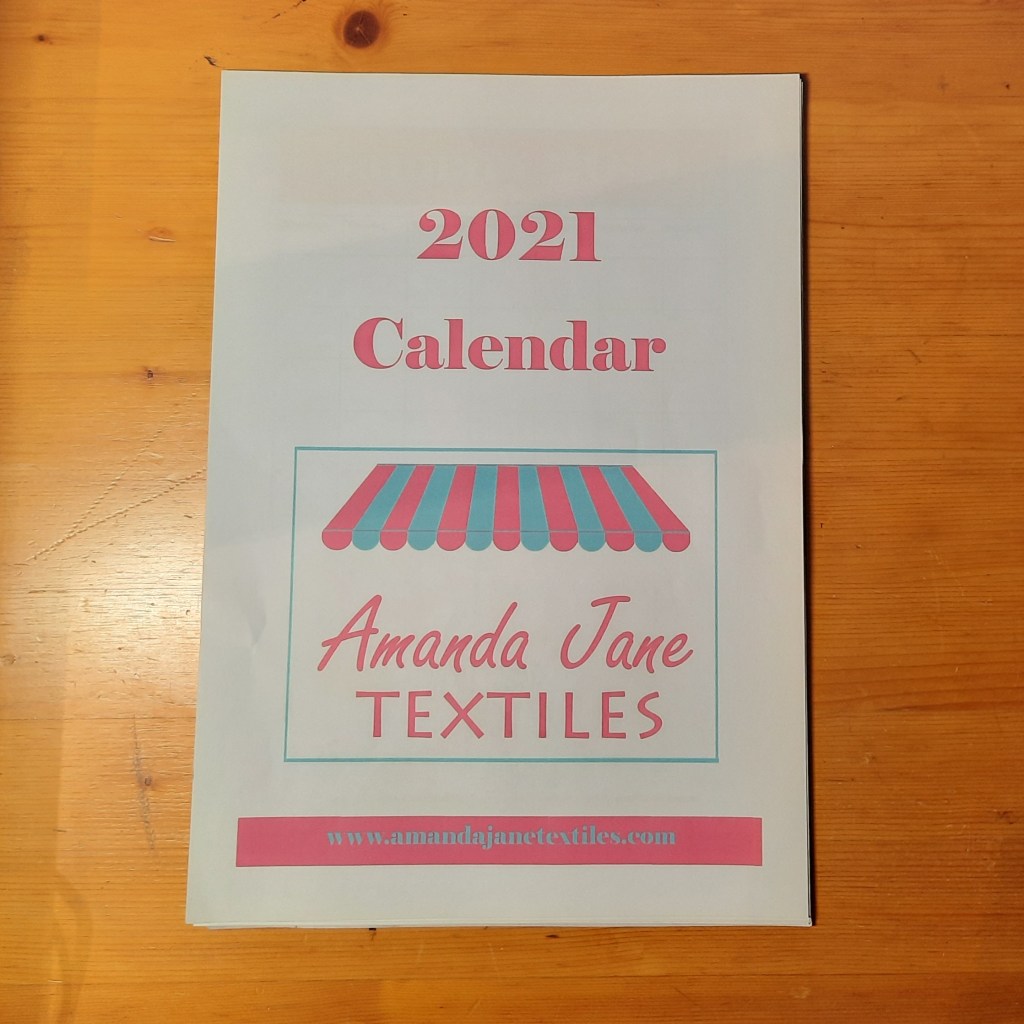 2021
Calendar
Amanda Jane
TEXTILES
www.amandajanetextiles.com